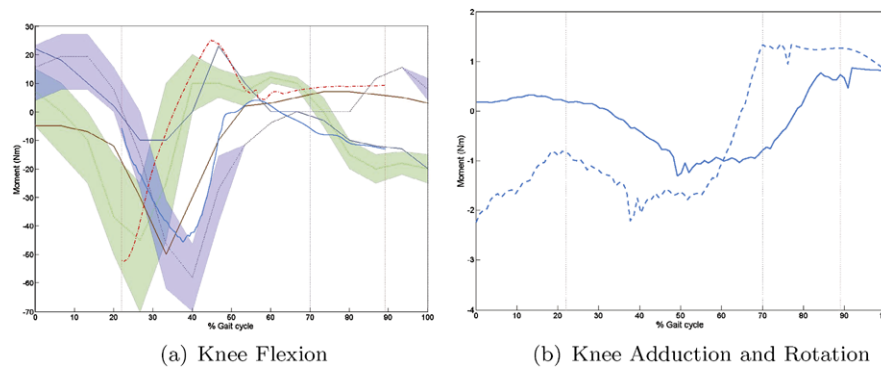 30
20
10
0
-10
-20
-30
-40
-50
-60
-70
Moment (Nm)
0 10 20 30 40 50 60 70 80 90 100
% Gait cycle
(a) Knee Flexion
2
1
0
-1
-2
-3
-4
Moment (Nm)
0 10 20 30 40 50 60 70 80 90
% Gait cycle
(b) Knee Adduction and Rotation